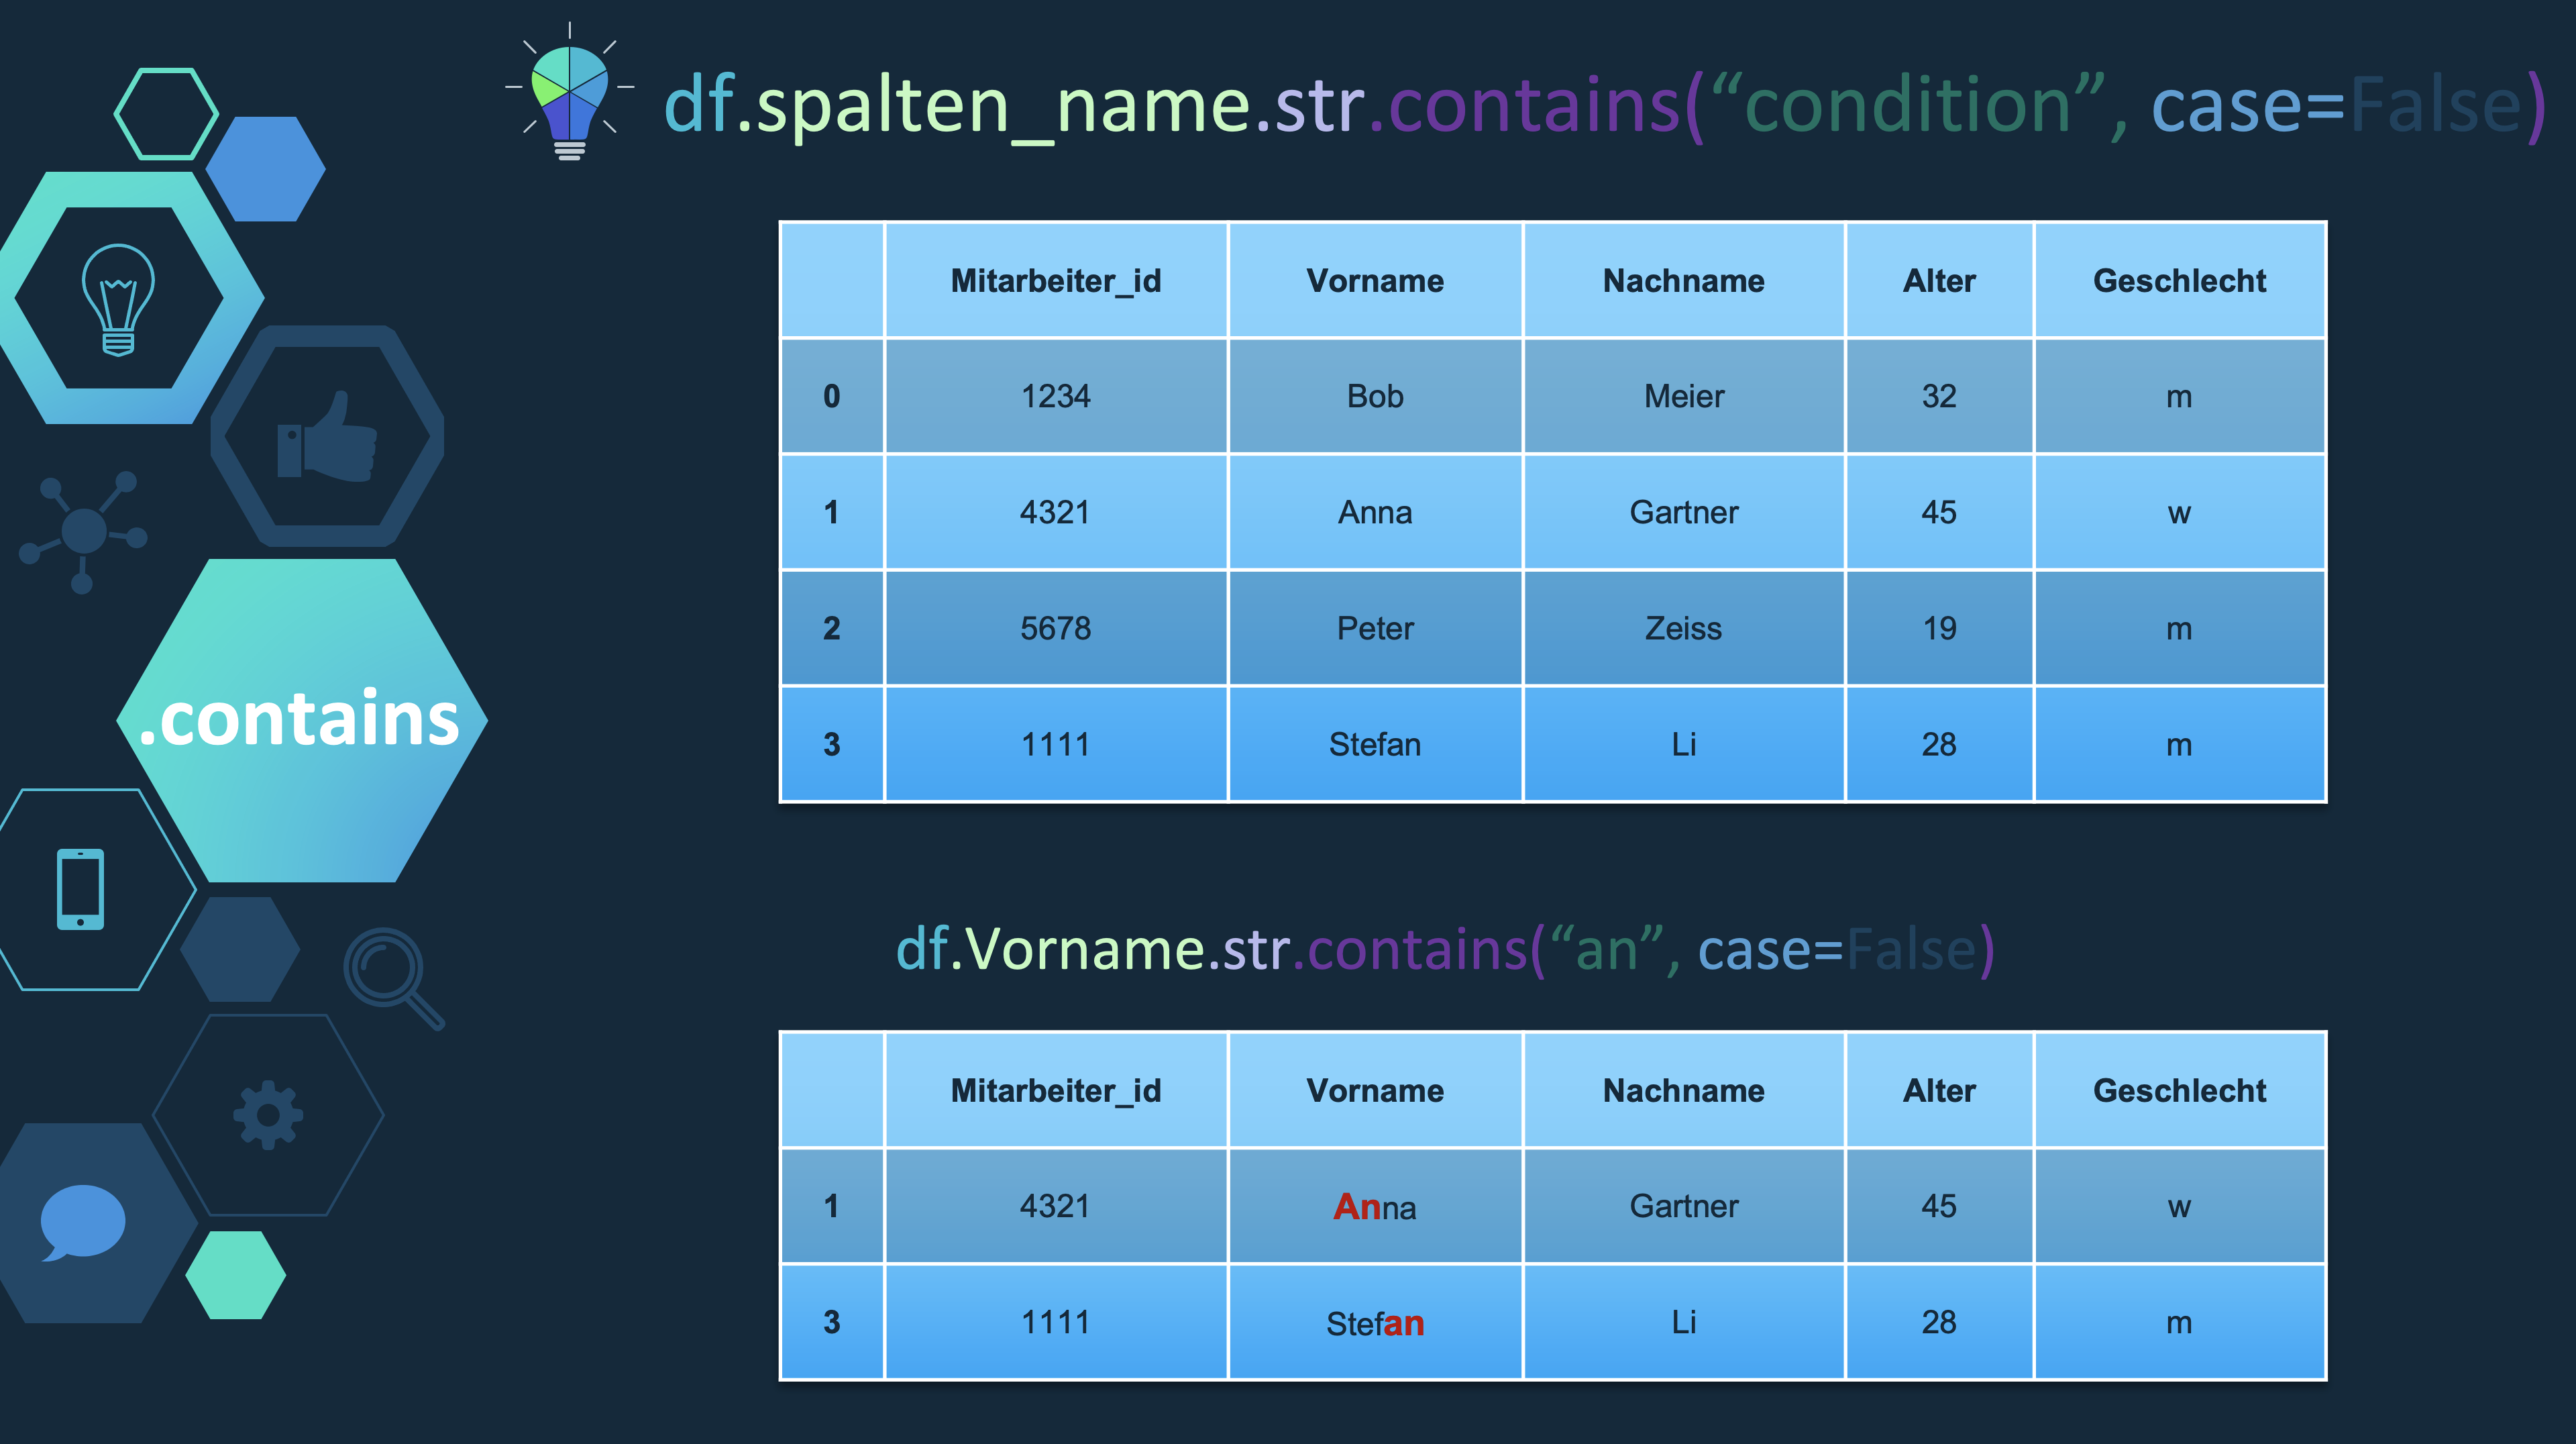 df.spalten_name.str.contains(“condition”, case=False)
Mitarbeiter_id Vorname Nachname Alter Geschlecht
0 1234 Bob Meier 32 m
1 4321 Anna Gartner 45 w
2 5678 Peter Zeiss 19 m
3 1111 Stefan Li 28 m
.contains
df.Vorname.str.contains(“an”, case=False)
Mitarbeiter_id Vorname Nachname Alter Geschlecht
1 4321 Anna Gartner 45 w
3 1111 Stefan Li 28 m